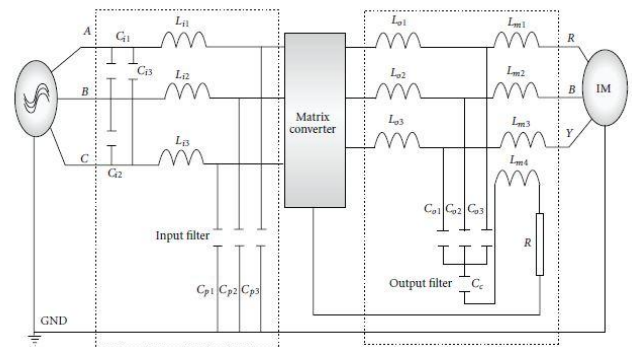 A
B
C
C_{i1}
C_{i3}
C_{i2}
L_{i1}
L_{i2}
L_{i3}
Input filter
C_{p1} C_{p2} C_{p3}
GND
Matrix
converter
L_{o1}
L_{o2}
L_{o3}
L_{m1}
L_{m2}
L_{m3}
L_{m4}
C_{o1} C_{o2} C_{o3}
Output filter
C_c
R
R
B
Y
IM